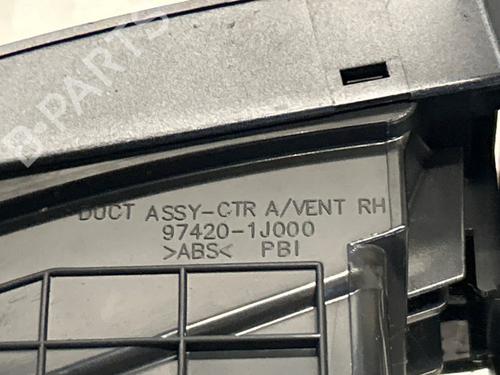 B-PARTS
DUCT ASSY-CTR A/VENT RH
97420-1J000
>ABS< PBI